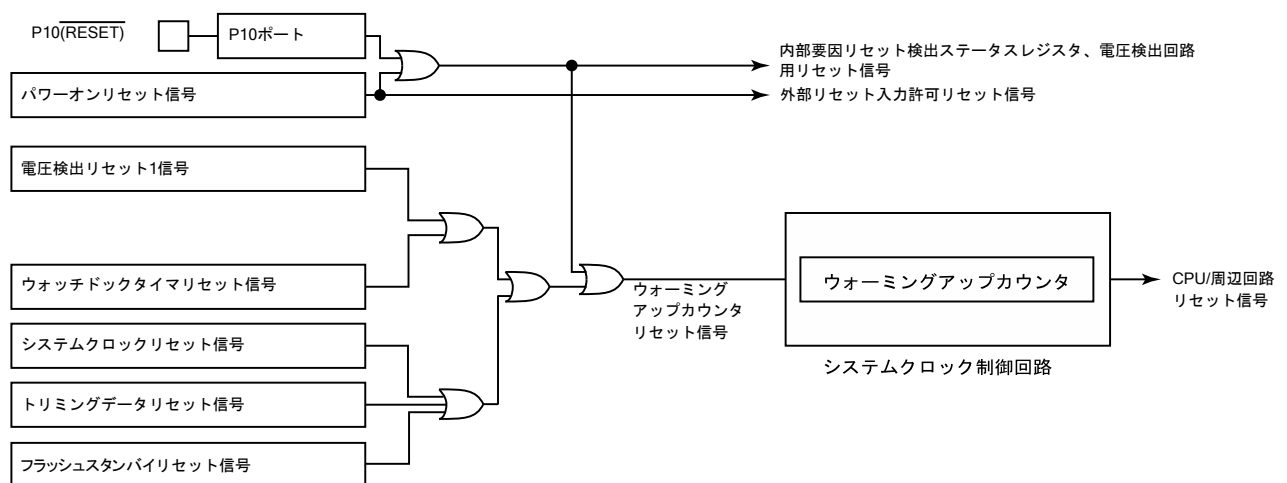 P10(RESET)
P10ポート
内部要因リセット検出ステータスレジスタ、電圧検出回路
用リセット信号
パワーオンリセット信号
外部リセット入力許可リセット信号
電圧検出リセット1信号
ウォッチドックタイマリセット信号
ウォーミング
アップカウンタ
リセット信号
ウォーミングアップカウンタ
CPU/周辺回路
リセット信号
システムクロック制御回路
システムクロックリセット信号
トリミングデータリセット信号
フラッシュスタンバイリセット信号